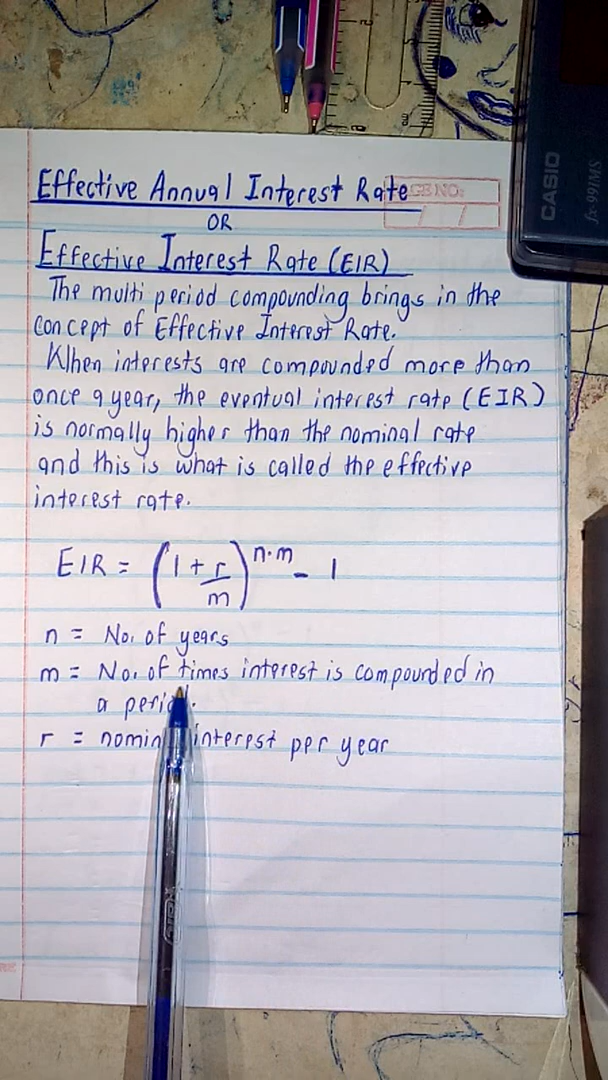 Effective Annual Interest Rate
GE NO:
OR
Effective Interest Rate (EIR)
The multi period compounding brings in the
concept of Effective Interest Rate.
When interests are compounded more than
once a year, the eventual interest rate (EIR)
is normally higher than the nominal rate
and this is what is called the effective
interest rate.
EIR = (1 + r/m)^n.m - 1
n = No. of years
m = No. of times interest is compounded in
a perio.
r = nomin interest per year
CASIO
fx-991MS